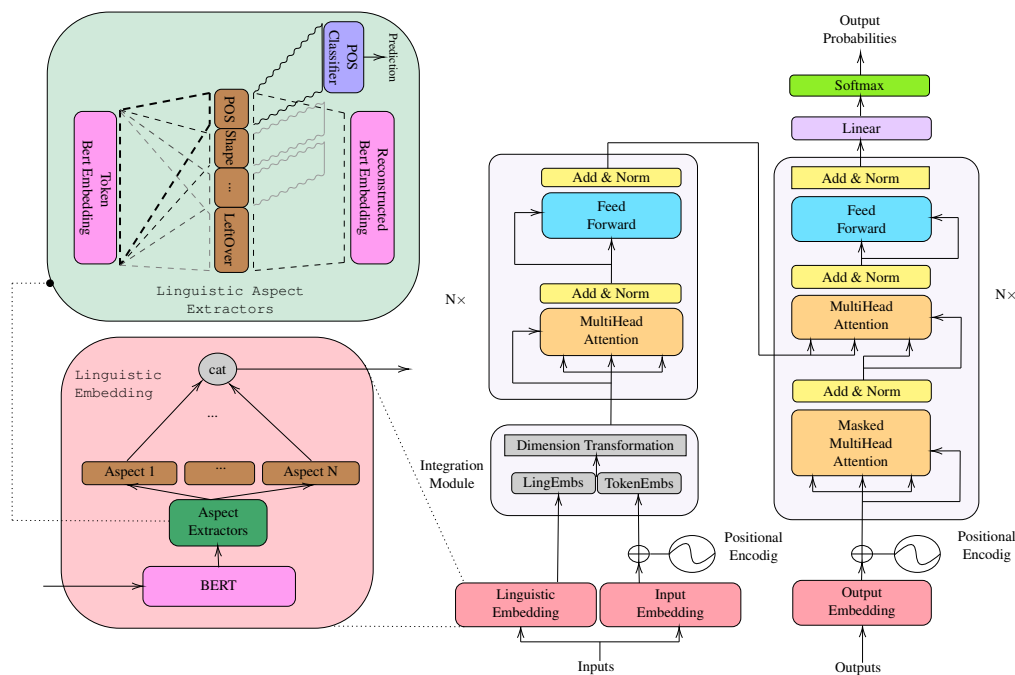 Token
Bert Embedding
POS
Shape
...
LeftOver
POS
Classifier
Prediction
Reconstructed
Bert Embedding
Linguistic Aspect
Extractors
Linguistic
Embedding
cat
...
Aspect 1
...
Aspect N
Aspect
Extractors
BERT
N×
Add & Norm
Feed
Forward
Add & Norm
MultiHead
Attention
Integration
Module
Dimension Transformation
LingEmbs
TokenEmbs
Positional
Encodig
Linguistic
Embedding
Input
Embedding
Inputs
Output
Probabilities
Softmax
Linear
Add & Norm
Feed
Forward
Add & Norm
MultiHead
Attention
N×
Add & Norm
Masked
MultiHead
Attention
Positional
Encodig
Output
Embedding
Outputs